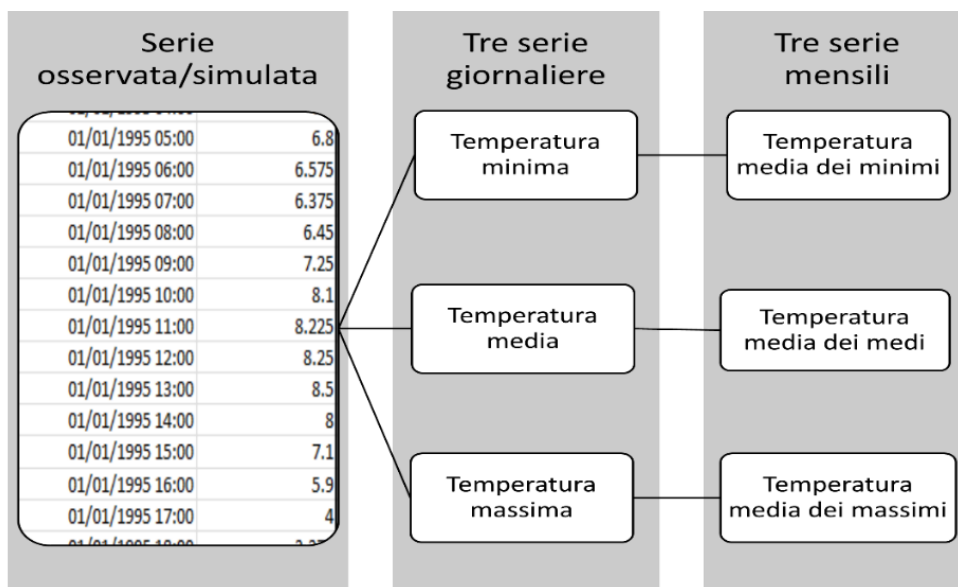 Serie
osservata/simulata
01/01/1995 05:00 6.8
01/01/1995 06:00 6.575
01/01/1995 07:00 6.375
01/01/1995 08:00 6.45
01/01/1995 09:00 7.25
01/01/1995 10:00 8.1
01/01/1995 11:00 8.225
01/01/1995 12:00 8.25
01/01/1995 13:00 8.5
01/01/1995 14:00 8
01/01/1995 15:00 7.1
01/01/1995 16:00 5.9
01/01/1995 17:00 4
Tre serie
giornaliere
Temperatura
minima
Temperatura
media
Temperatura
massima
Tre serie
mensili
Temperatura
media dei minimi
Temperatura
media dei medi
Temperatura
media dei massimi